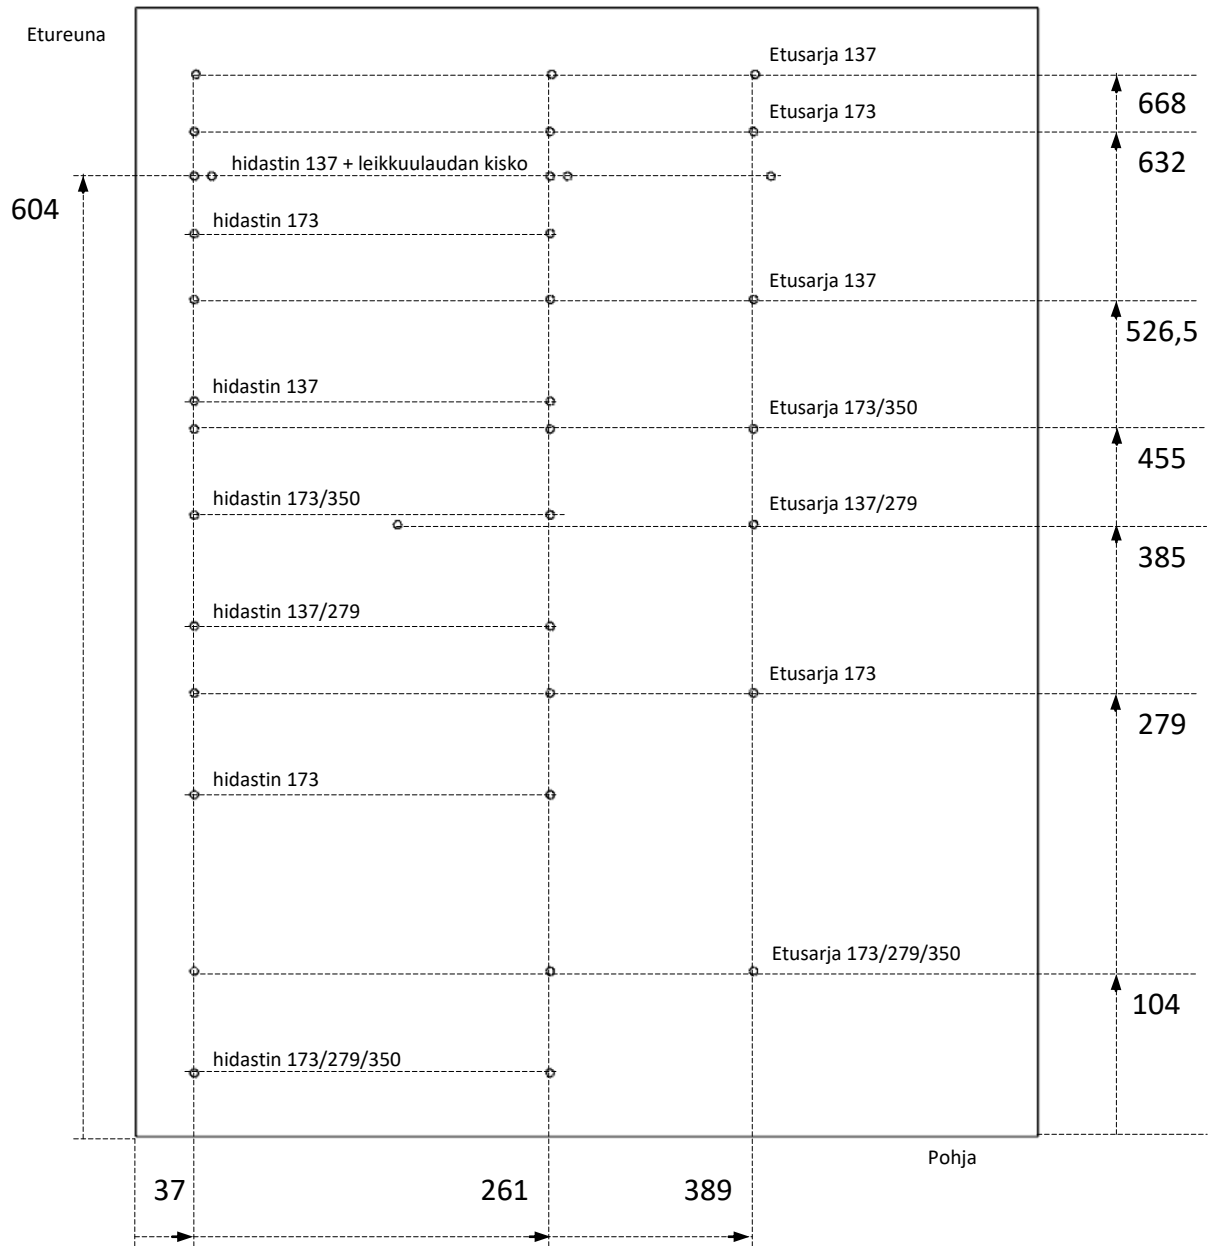 Etureuna
Etusarja 137
668
Etusarja 173
632
hidastin 137 + leikkuulaudan kisko
604
hidastin 173
Etusarja 137
526,5
hidastin 137
Etusarja 173/350
455
hidastin 173/350
Etusarja 137/279
385
hidastin 137/279
Etusarja 173
279
hidastin 173
Etusarja 173/279/350
104
hidastin 173/279/350
Pohja
37
261
389